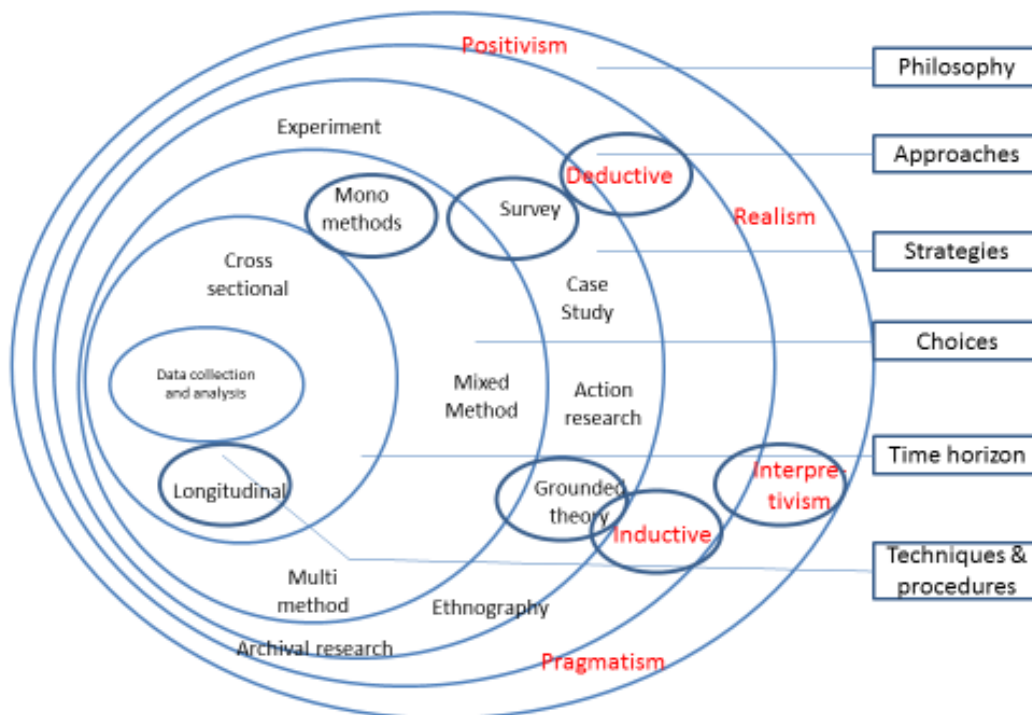 Positivism
Philosophy
Experiment
Approaches
Deductive
Mono
methods
Survey
Realism
Strategies
Cross
sectional
Case
Study
Choices
Data collection
and analysis
Mixed
Method
Action
research
Time horizon
Interpre-
tivism
Longitudinal
Grounded
theory
Inductive
Techniques &
procedures
Multi
method
Ethnography
Archival research
Pragmatism